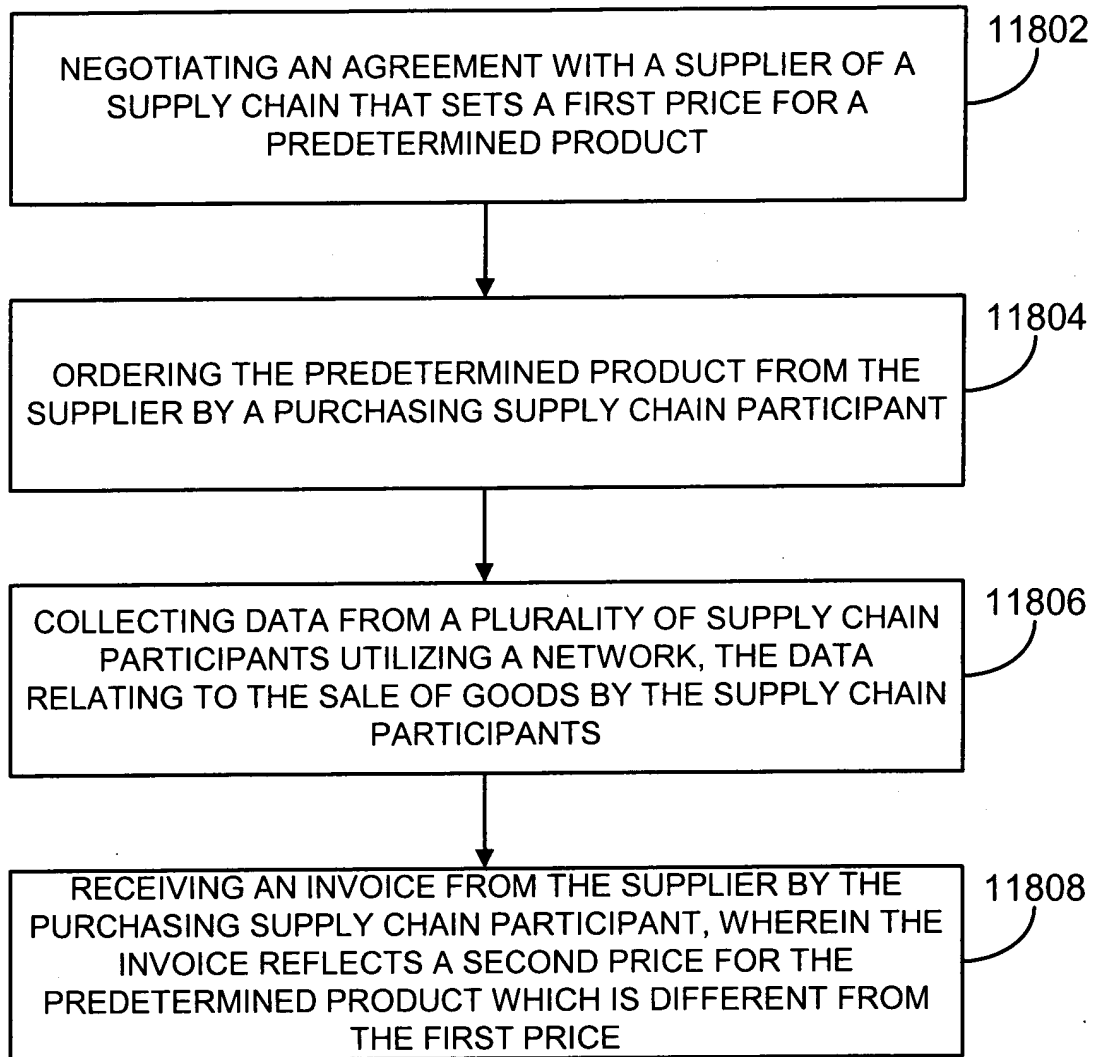 11802
NEGOTIATING AN AGREEMENT WITH A SUPPLIER OF A
SUPPLY CHAIN THAT SETS A FIRST PRICE FOR A
PREDETERMINED PRODUCT
11804
ORDERING THE PREDETERMINED PRODUCT FROM THE
SUPPLIER BY A PURCHASING SUPPLY CHAIN PARTICIPANT
11806
COLLECTING DATA FROM A PLURALITY OF SUPPLY CHAIN
PARTICIPANTS UTILIZING A NETWORK, THE DATA
RELATING TO THE SALE OF GOODS BY THE SUPPLY CHAIN
PARTICIPANTS
11808
RECEIVING AN INVOICE FROM THE SUPPLIER BY THE
PURCHASING SUPPLY CHAIN PARTICIPANT, WHEREIN THE
INVOICE REFLECTS A SECOND PRICE FOR THE
PREDETERMINED PRODUCT WHICH IS DIFFERENT FROM
THE FIRST PRICE